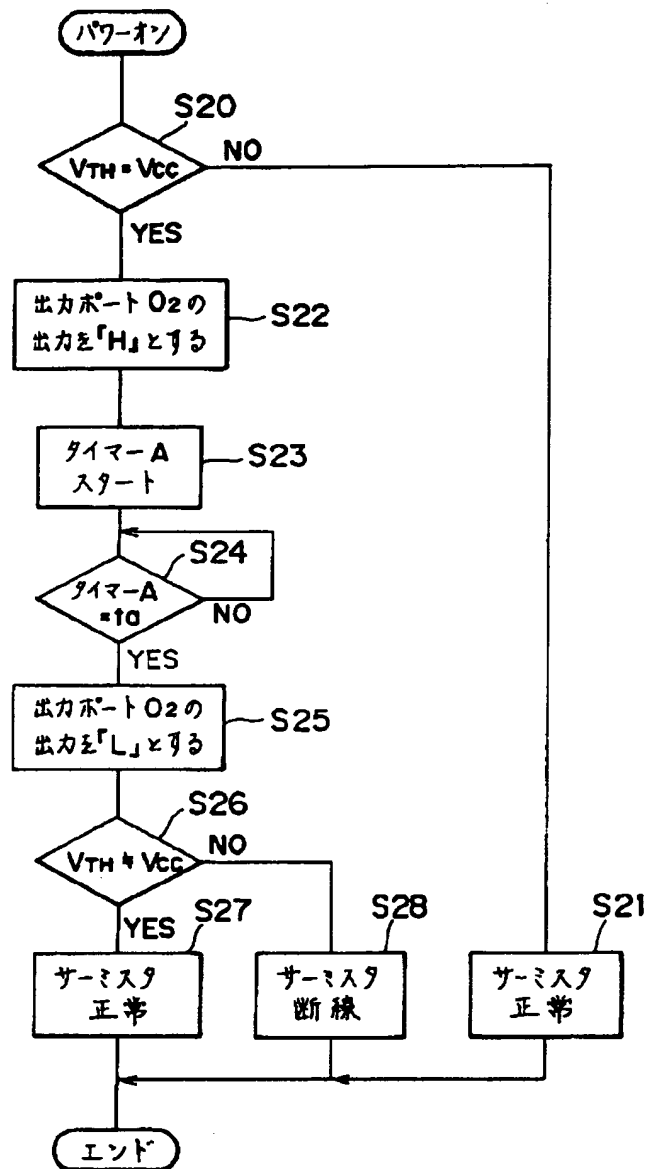 パワーオン
S20
VTH = VCC
NO
YES
出力ポート O2の
出力を『H』とする
S22
タイマーA
スタート
S23
S24
タイマーA
=ta
NO
YES
出力ポート O2の
出力を『L』とする
S25
S26
VTH ≠ VCC
NO
YES
S27
サーミスタ
正常
S28
サーミスタ
断線
S21
サーミスタ
正常
エンド